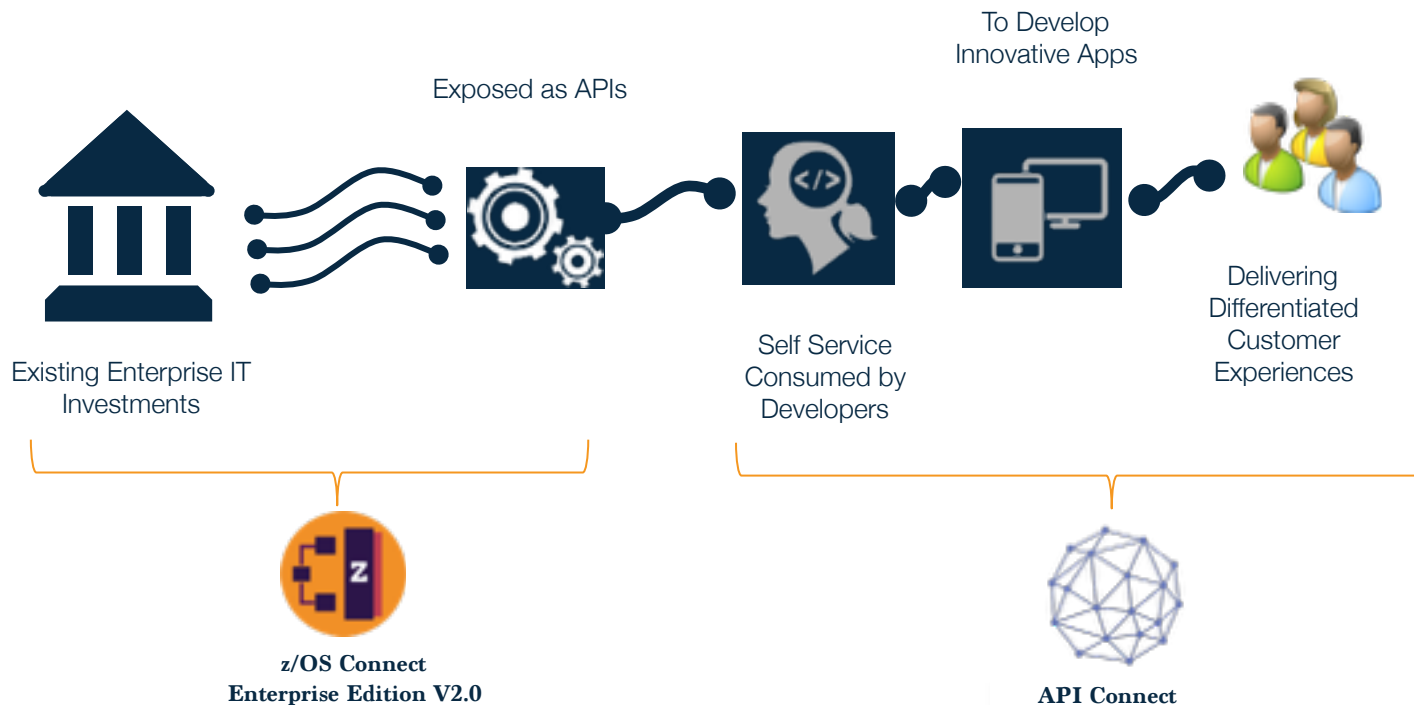 To Develop
Innovative Apps
Exposed as APIs
</>
Delivering
Differentiated
Customer
Experiences
Self Service
Consumed by
Developers
Existing Enterprise IT
Investments
z
z/OS Connect
Enterprise Edition V2.0
API Connect